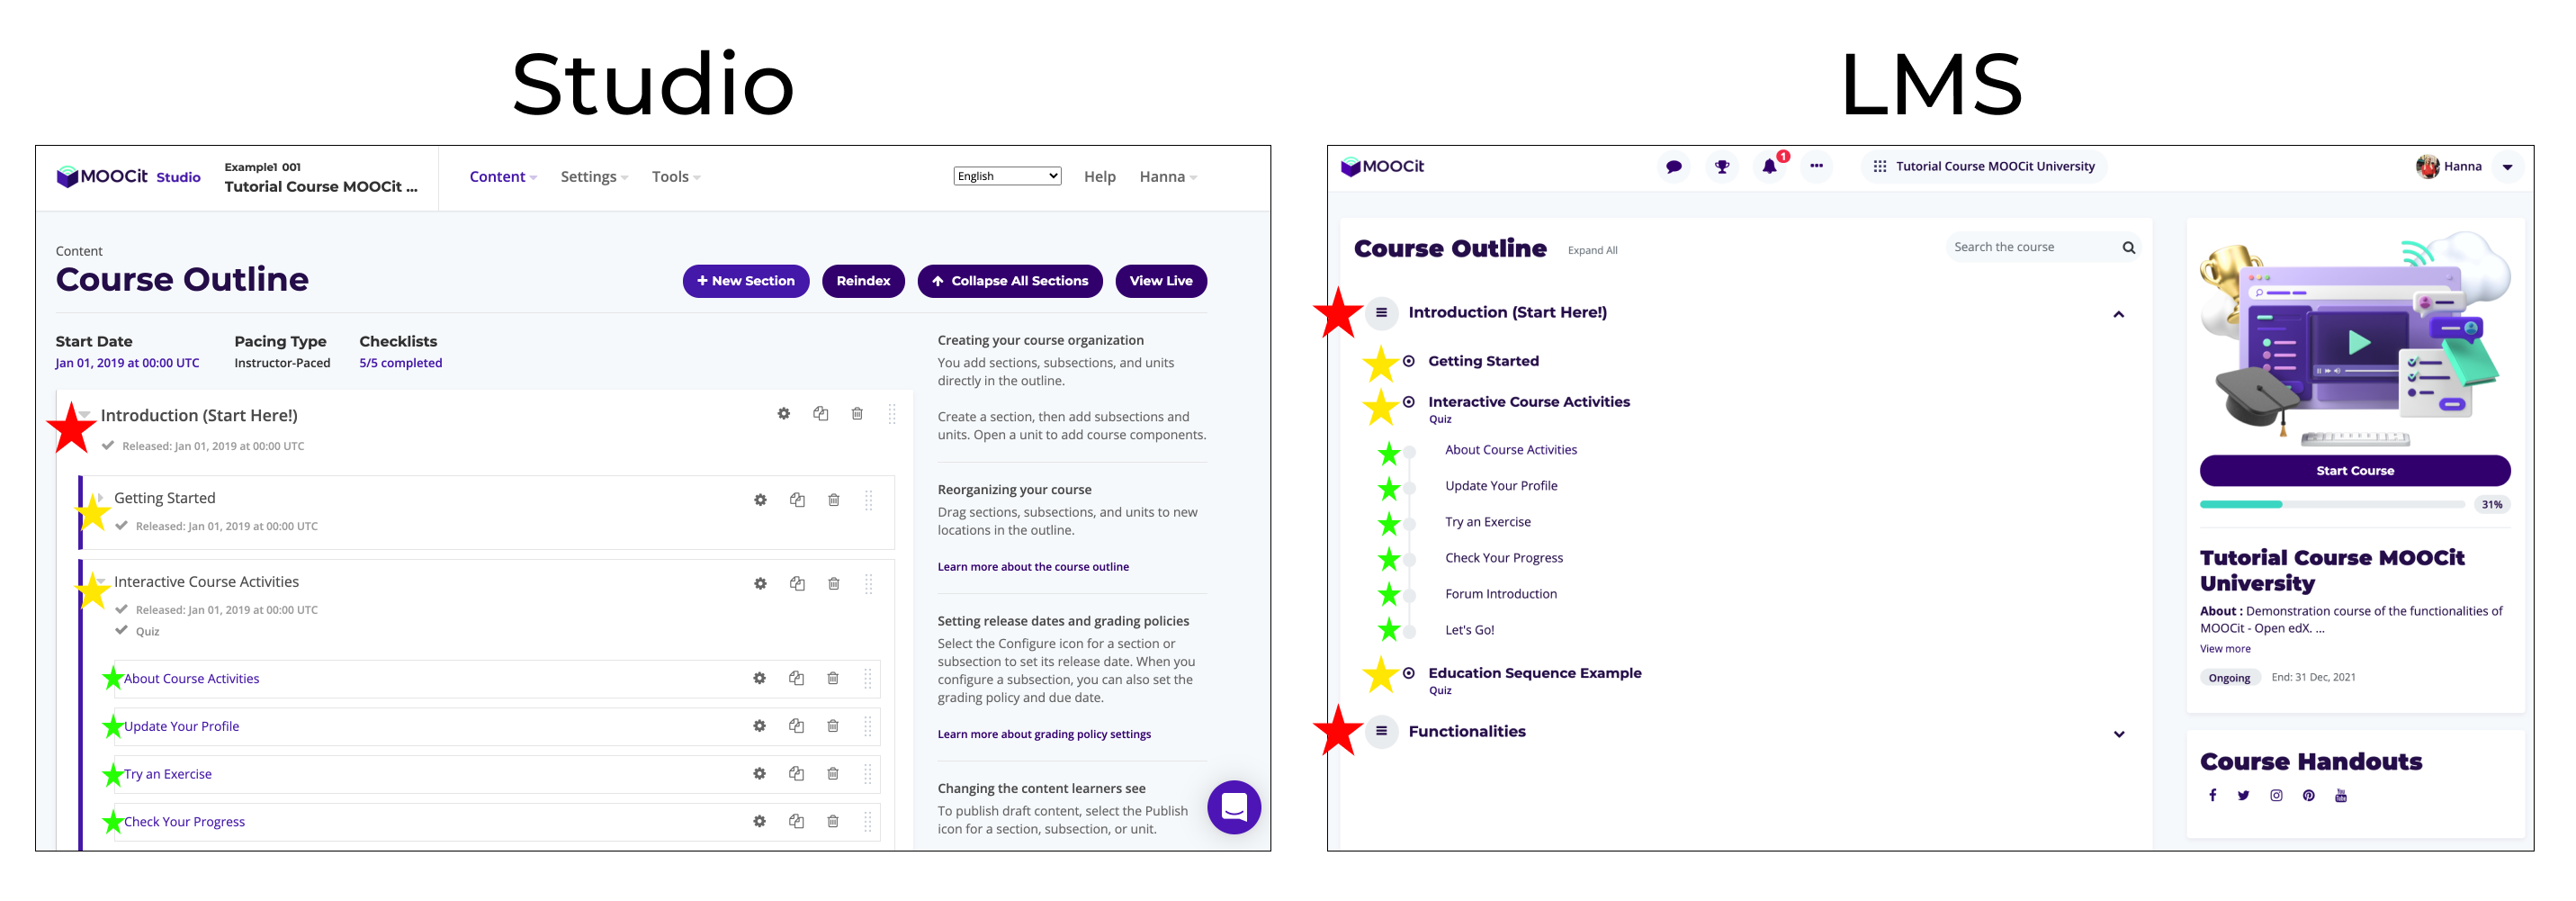 Studio
MOOCit Studio
Example1 001
Tutorial Course MOOCit ...
Content
Settings
Tools
English
Help
Hanna
Content
Course Outline
+ New Section
Reindex
Collapse All Sections
View Live
Start Date
Jan 01, 2019 at 00:00 UTC
Pacing Type
Instructor-Paced
Checklists
5/5 completed
Introduction (Start Here!)
Released: Jan 01, 2019 at 00:00 UTC
Getting Started
Released: Jan 01, 2019 at 00:00 UTC
Interactive Course Activities
Released: Jan 01, 2019 at 00:00 UTC
Quiz
About Course Activities
Update Your Profile
Try an Exercise
Check Your Progress
Creating your course organization
You add sections, subsections, and units
directly in the outline.
Create a section, then add subsections and
units. Open a unit to add course components.
Reorganizing your course
Drag sections, subsections, and units to new
locations in the outline.
Learn more about the course outline
Setting release dates and grading policies
Select the Configure icon for a section or
subsection to set its release date. When you
configure a subsection, you can also set the
grading policy and due date.
Learn more about grading policy settings
Changing the content learners see
To publish draft content, select the Publish
icon for a section, subsection, or unit.
LMS
MOOCit
1
Tutorial Course MOOCit University
Hanna
Course Outline
Expand All
Search the course
Introduction (Start Here!)
Getting Started
Interactive Course Activities
Quiz
About Course Activities
Update Your Profile
Try an Exercise
Check Your Progress
Forum Introduction
Let's Go!
Education Sequence Example
Quiz
Functionalities
Start Course
31%
Tutorial Course MOOCit
University
About : Demonstration course of the functionalities of
MOOCit - Open edX. ...
View more
Ongoing
End: 31 Dec, 2021
Course Handouts